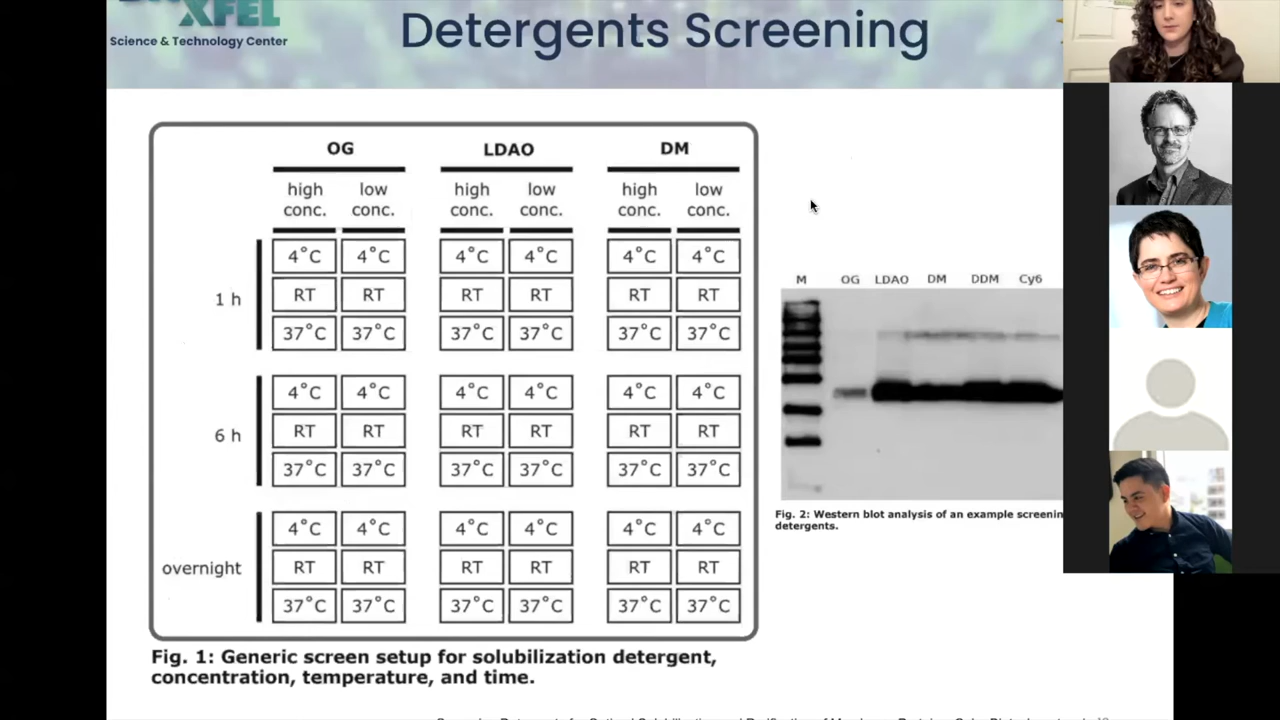 XFEL
Science & Technology Center
Detergents Screening
OG LDAO DM
high conc. low conc. high conc. low conc. high conc. low conc.
1 h
4°C 4°C 4°C 4°C 4°C 4°C
RT RT RT RT RT RT
37°C 37°C 37°C 37°C 37°C 37°C
6 h
4°C 4°C 4°C 4°C 4°C 4°C
RT RT RT RT RT RT
37°C 37°C 37°C 37°C 37°C 37°C
overnight
4°C 4°C 4°C 4°C 4°C 4°C
RT RT RT RT RT RT
37°C 37°C 37°C 37°C 37°C 37°C
Fig. 1: Generic screen setup for solubilization detergent,
concentration, temperature, and time.
M OG LDAO DM DDM Cy6
Fig. 2: Western blot analysis of an example screenin
detergents.